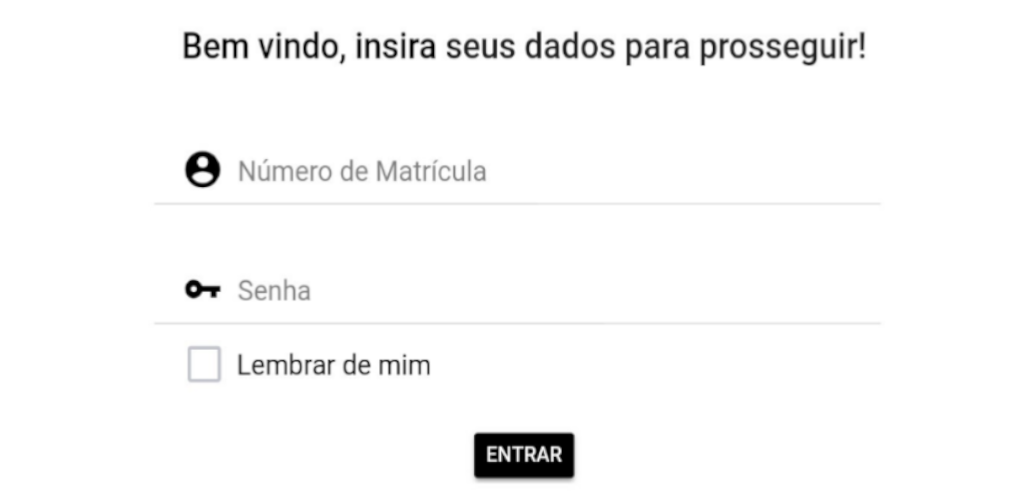 Bem vindo, insira seus dados para prosseguir!
Número de Matrícula
Senha
Lembrar de mim
ENTRAR